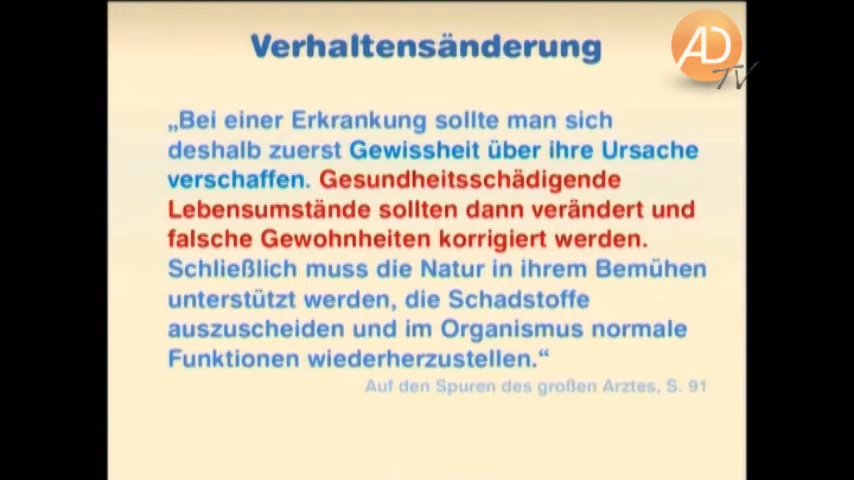 Verhaltensänderung
AD
TV
„Bei einer Erkrankung sollte man sich
deshalb zuerst Gewissheit über ihre Ursache
verschaffen. Gesundheitsschädigende
Lebensumstände sollten dann verändert und
falsche Gewohnheiten korrigiert werden.
Schließlich muss die Natur in ihrem Bemühen
unterstützt werden, die Schadstoffe
auszuscheiden und im Organismus normale
Funktionen wiederherzustellen.“
Auf den Spuren des großen Arztes, S. 91